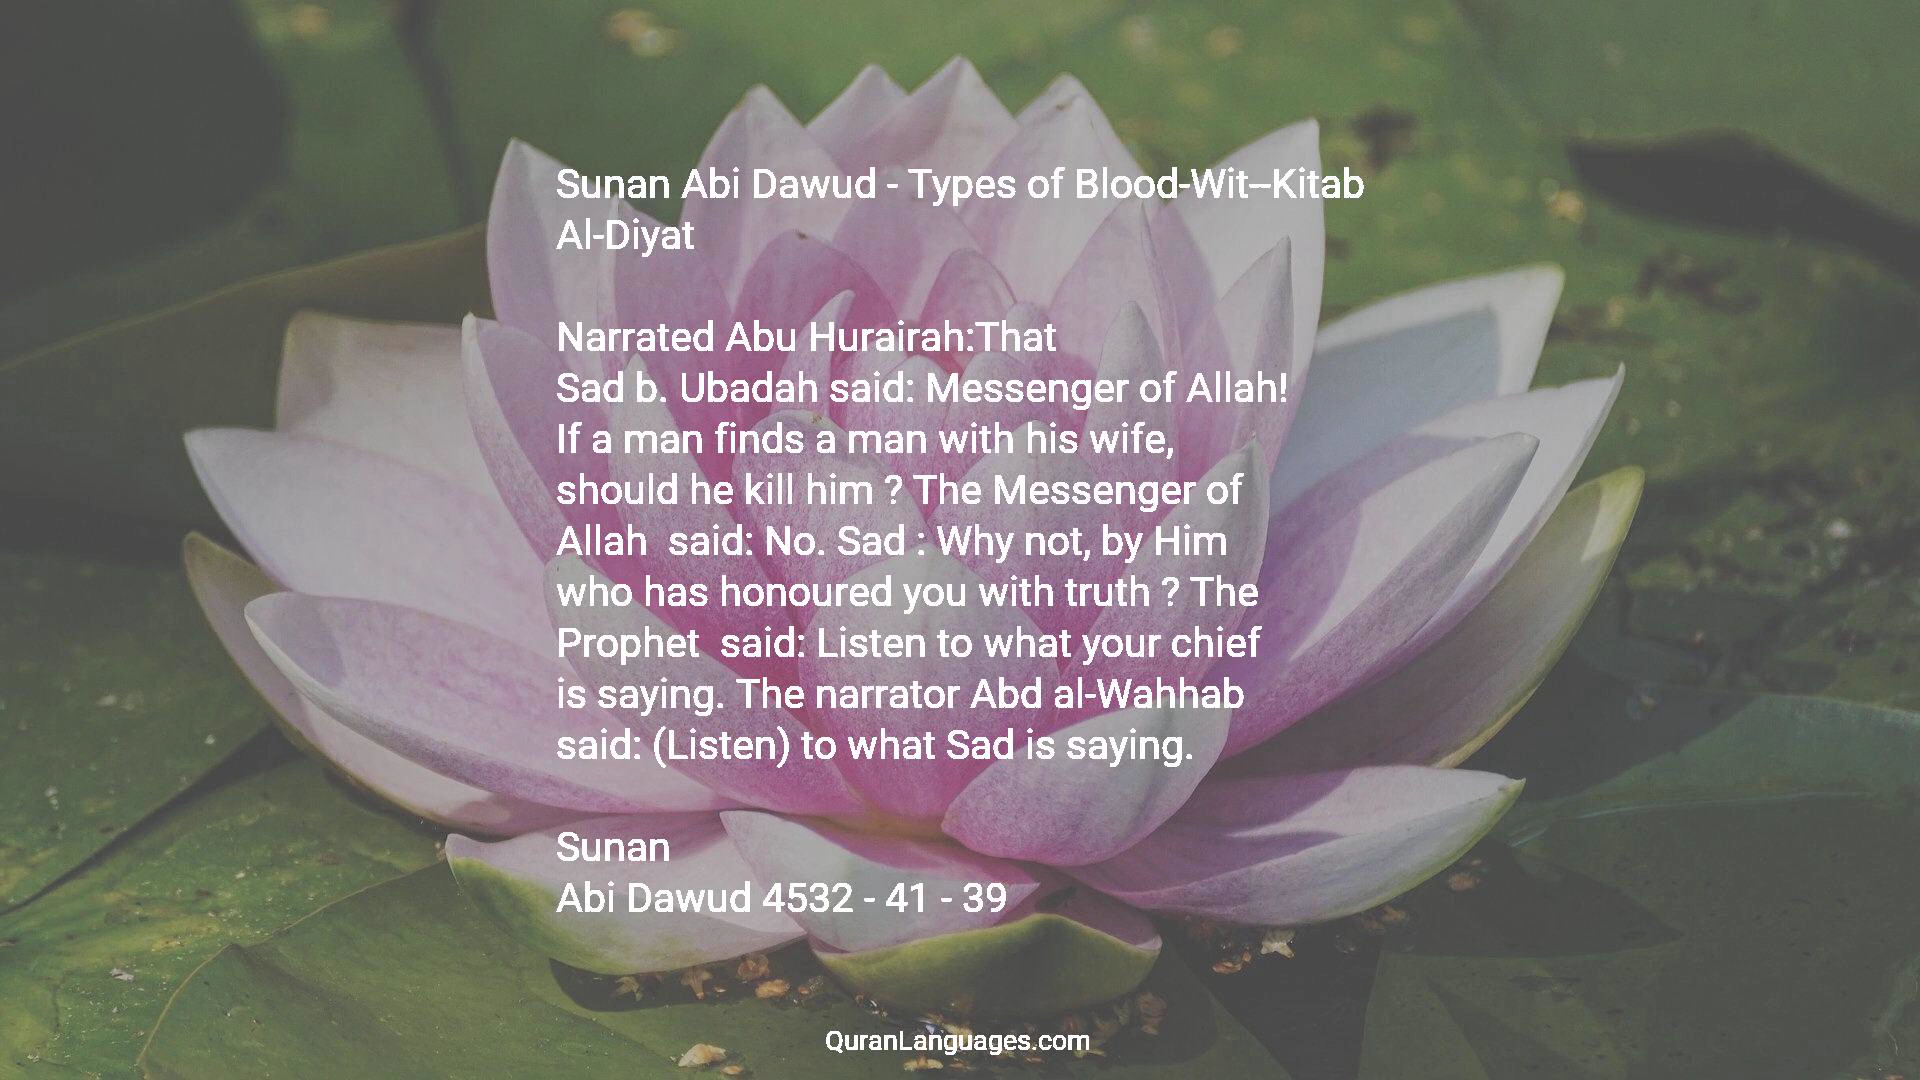 Sunan Abi Dawud - Types of Blood-Wit--Kitab
Al-Diyat
Narrated Abu Hurairah:That
Sad b. Ubadah said: Messenger of Allah!
If a man finds a man with his wife,
should he kill him ? The Messenger of
Allah  said: No. Sad : Why not, by Him
who has honoured you with truth ? The
Prophet  said: Listen to what your chief
is saying. The narrator Abd al-Wahhab
said: (Listen) to what Sad is saying.
Sunan
Abi Dawud 4532 - 41 - 39
QuranLanguages.com